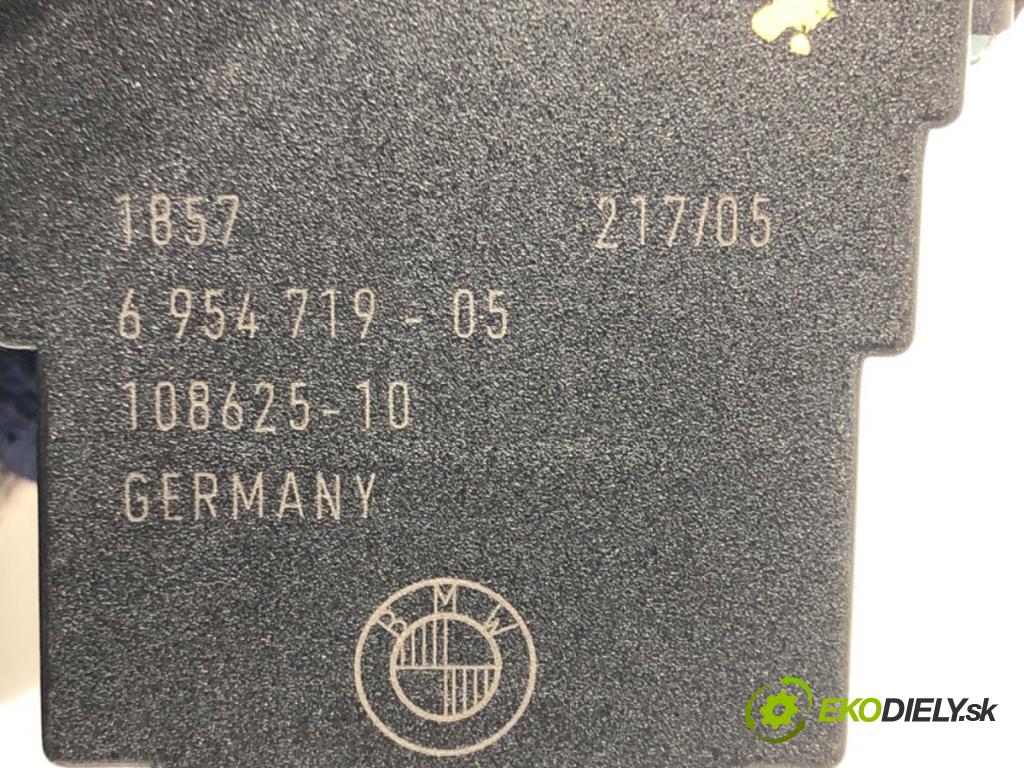 1857 217/05
6 954 719 - 05
108625-10
GERMANY
BMW
EKODIELY.sk